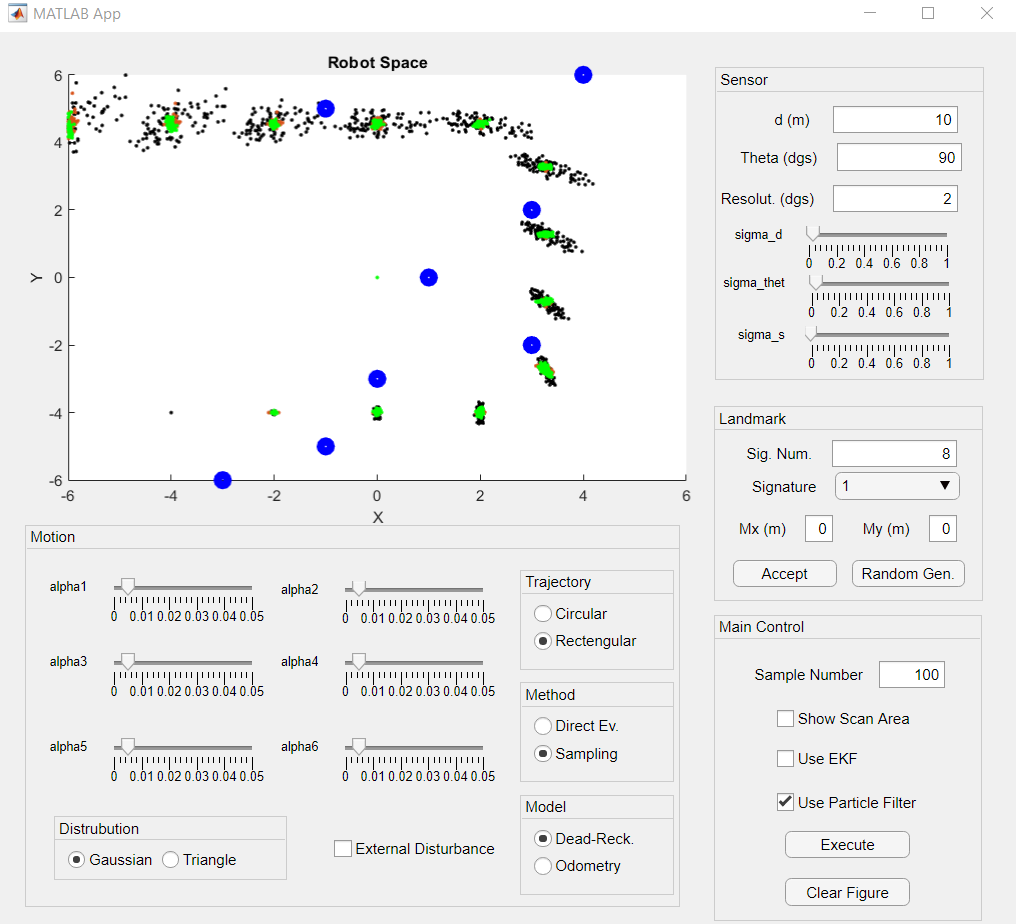 MATLAB App
Robot Space
6
4
2
0
-2
-4
-6
Y
-6 -4 -2 0 2 4 6
X
Sensor
d (m) 10
Theta (dgs) 90
Resolut. (dgs) 2
sigma_d
0 0.2 0.4 0.6 0.8 1
sigma_thet
0 0.2 0.4 0.6 0.8 1
sigma_s
0 0.2 0.4 0.6 0.8 1
Landmark
Sig. Num. 8
Signature 1
Mx (m) 0 My (m) 0
Accept Random Gen.
Motion
alpha1
0 0.01 0.02 0.03 0.04 0.05
alpha2
0 0.01 0.02 0.03 0.04 0.05
alpha3
0 0.01 0.02 0.03 0.04 0.05
alpha4
0 0.01 0.02 0.03 0.04 0.05
alpha5
0 0.01 0.02 0.03 0.04 0.05
alpha6
0 0.01 0.02 0.03 0.04 0.05
Distrubution
Gaussian Triangle
External Disturbance
Trajectory
Circular
Rectengular
Method
Direct Ev.
Sampling
Model
Dead-Reck.
Odometry
Main Control
Sample Number 100
Show Scan Area
Use EKF
Use Particle Filter
Execute
Clear Figure